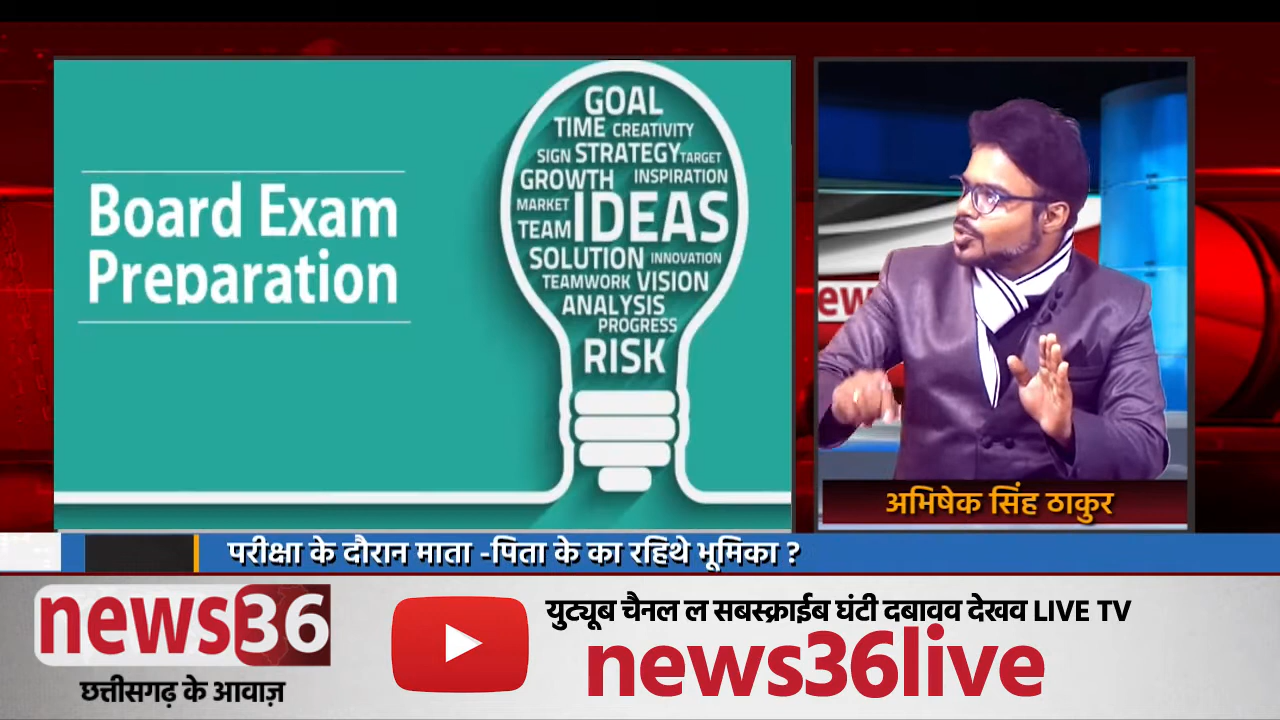 Board Exam
Preparation
GOAL
TIME CREATIVITY
SIGN STRATEGY TARGET
GROWTH INSPIRATION
MARKET IDEAS
TEAM
SOLUTION INNOVATION
TEAMWORK VISION
ANALYSIS
PROGRESS
RISK
अभिषेक सिंह ठाकुर
परीक्षा के दौरान माता -पिता के का रहिथे भूमिका ?
news36
छत्तीसगढ़ के आवाज़
युट्यूब चैनल ल सबस्क्राईब घंटी दबावव देखव LIVE TV
news36live